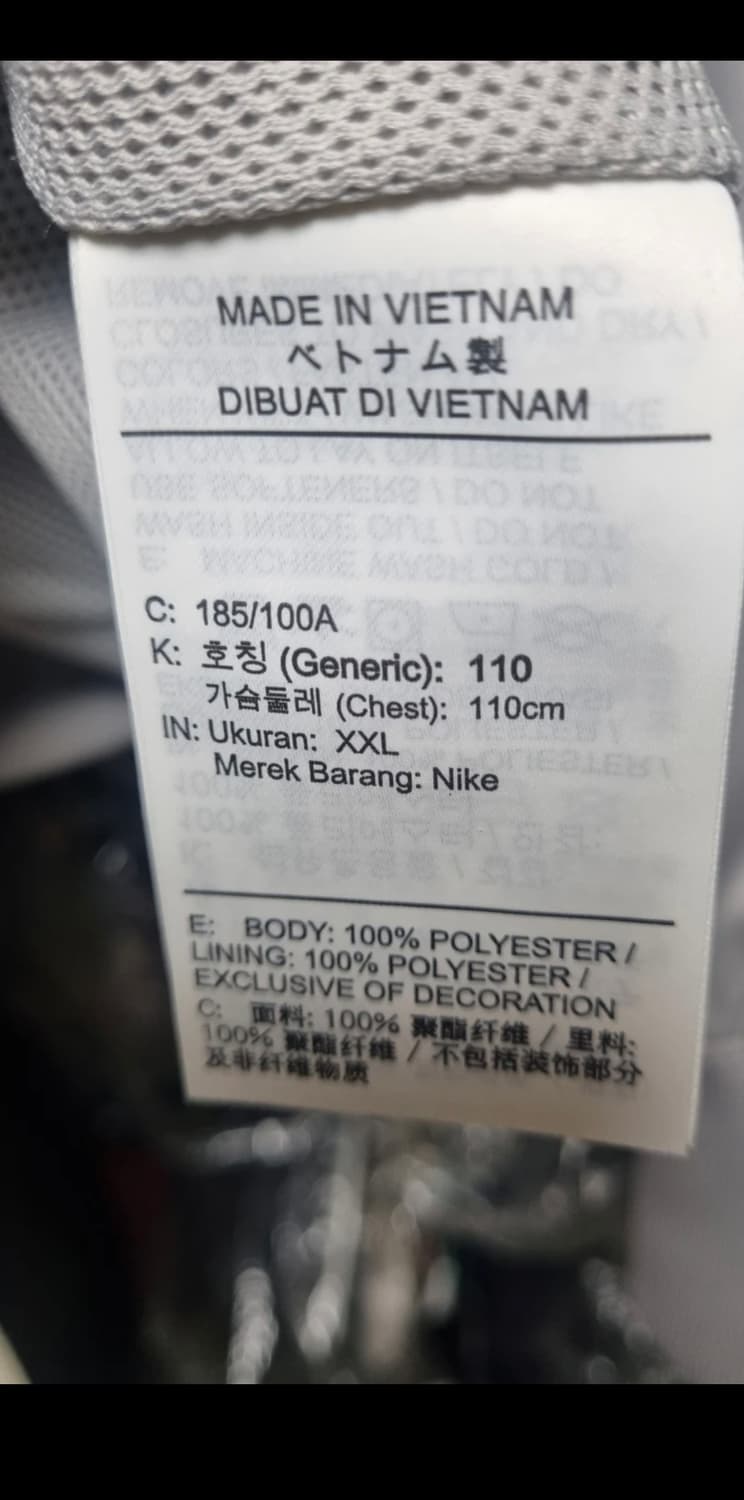 MADE IN VIETNAM
ベトナム製
DIBUAT DI VIETNAM
C: 185/100A
K: 호칭 (Generic): 110
가슴둘레 (Chest): 110cm
IN: Ukuran: XXL
Merek Barang: Nike
E: BODY: 100% POLYESTER /
LINING: 100% POLYESTER /
EXCLUSIVE OF DECORATION
C: 面料: 100% 聚酯纤维 / 里料:
100% 聚酯纤维 / 不包括装饰部分
及非纤维物质